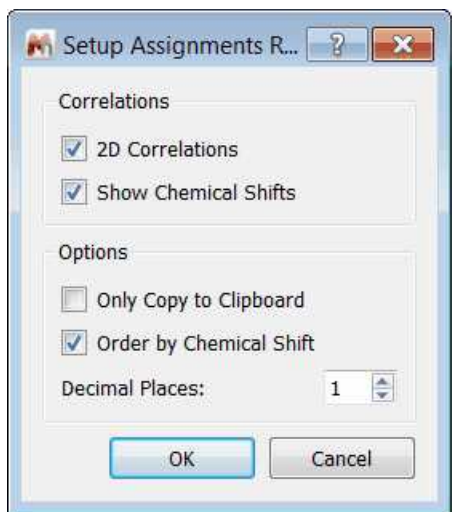 Setup Assignments R...
Correlations
2D Correlations
Show Chemical Shifts
Options
Only Copy to Clipboard
Order by Chemical Shift
Decimal Places: 1
OK Cancel